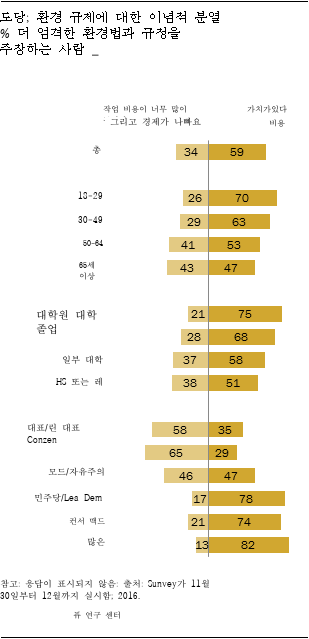 도당; 환경 규제에 대한 이념적 분열
% 더 엄격한 환경법과 규정을
주장하는 사람 _
작업 비용이 너무 많이
그리고 경제가 나빠요
가치가있다
비용
총 34 59
18-29 26 70
30-49 29 63
50-64 41 53
65세 이상 43 47
대학원 대학 21 75
졸업 28 68
일부 대학 37 58
HS 또는 레 38 51
대표/린 대표 58 35
Conzen 65 29
모드/자유주의 46 47
민주당/Lea Dem 17 78
컨서 맥드 21 74
많은 13 82
참고: 응답이 표시되지 않음: 출처: Sunvey가 11월
30일부터 12월까지 실시함; 2016.
퓨 연구 센터